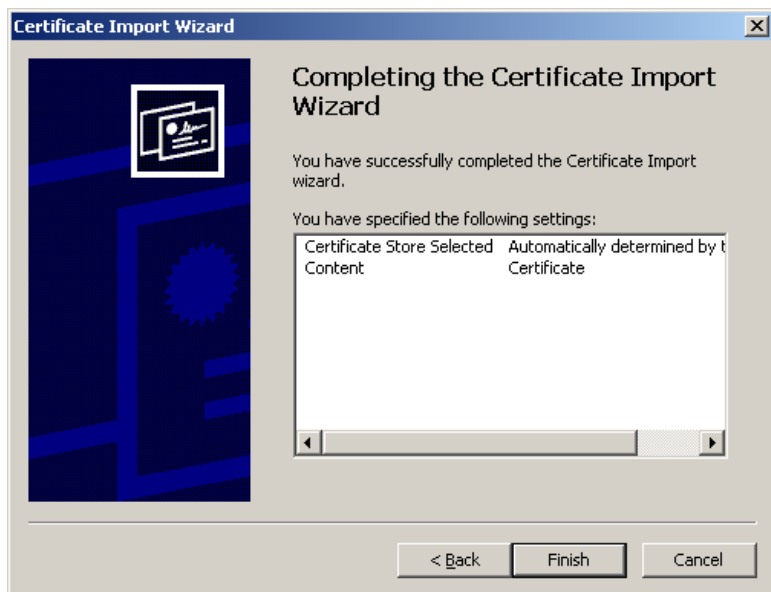 Certificate Import Wizard
Completing the Certificate Import
Wizard
You have successfully completed the Certificate Import
wizard.
You have specified the following settings:
Certificate Store Selected Automatically determined by t
Content Certificate
< Back Finish Cancel